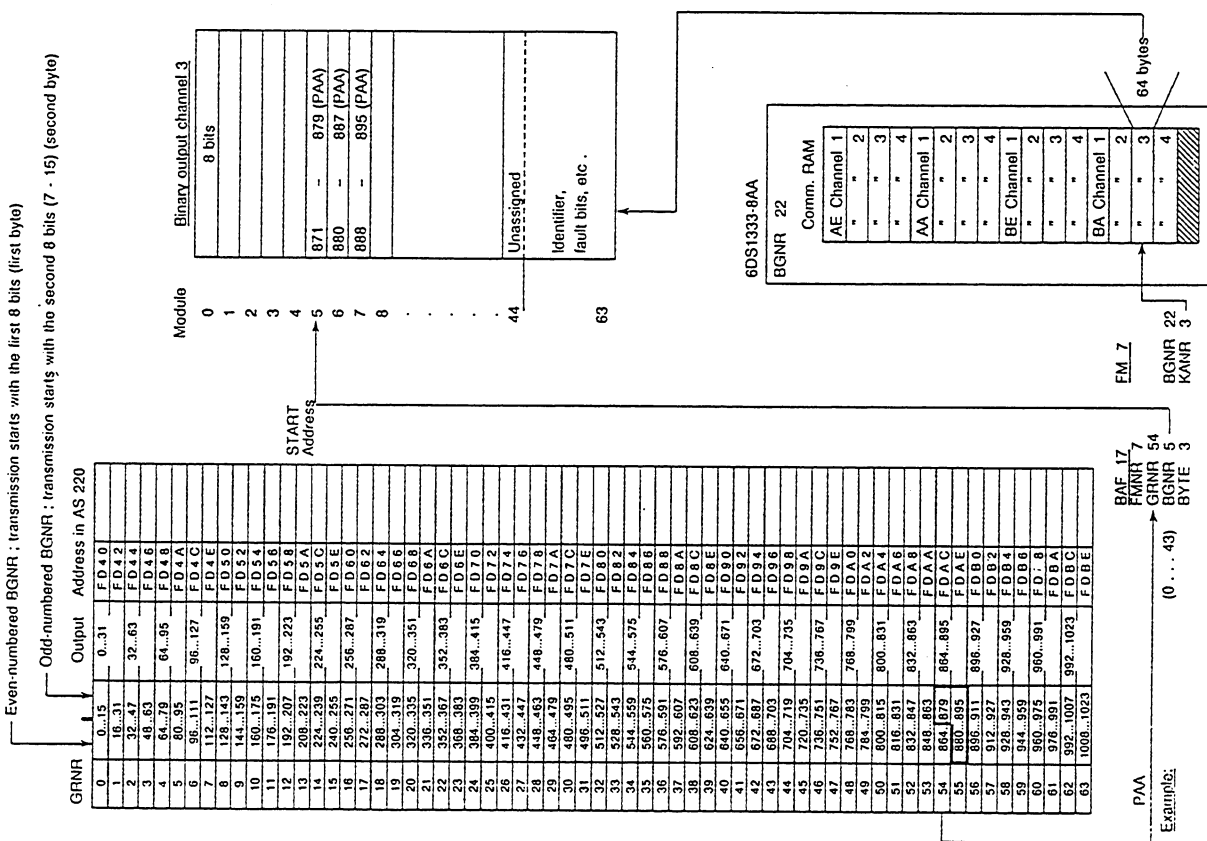 Even-numbered BGNR ; transmission starts with the first 8 bits (first byte)
Odd-numbered BGNR ; transmission starts with the second 8 bits (7 - 15) (second byte)
GRNR Output Address in AS 220
0 0...15 0...31 FD40
1 16...31 FD42
2 32...47 32...63 FD44
3 48...63 FD46
4 64...79 64...95 FD48
5 80...95 FD4A
6 96...111 96...127 FD4C
7 112...127 FD4E
8 128...143 128...159 FD50
9 144...159 FD52
10 160...175 160...191 FD54
11 176...191 FD56
12 192...207 192...223 FD58
13 208...223 FD5A
14 224...239 224...255 FD5C
15 240...255 FD5E
16 256...271 256...287 FD60
17 272...287 FD62
18 288...303 288...319 FD64
19 304...319 FD66
20 320...335 320...351 FD68
21 336...351 FD6A
22 352...367 352...383 FD6C
23 368...383 FD6E
24 384...399 384...415 FD70
25 400...415 FD72
26 416...431 416...447 FD74
27 432...447 FD76
28 448...463 448...479 FD78
29 464...479 FD7A
30 480...495 480...511 FD7C
31 496...511 FD7E
32 512...527 512...543 FD80
33 528...543 FD82
34 544...559 544...575 FD84
35 560...575 FD86
36 576...591 576...607 FD88
37 592...607 FD8A
38 608...623 608...639 FD8C
39 624...639 FD8E
40 640...655 640...671 FD90
41 656...671 FD92
42 672...687 672...703 FD94
43 688...703 FD96
44 704...719 704...735 FD98
45 720...735 FD9A
46 736...751 736...767 FD9C
47 752...767 FD9E
48 768...783 768...799 FDA0
49 784...799 FDA2
50 800...815 800...831 FDA4
51 816...831 FDA6
52 832...847 832...863 FDA8
53 848...863 FDAA
54 864...879 864...895 FDAC
55 880...895 FDAE
56 896...911 896...927 FDB0
57 912...927 FDB2
58 928...943 928...959 FDB4
59 944...959 FDB6
60 960...975 960...991
61 976...991 FDBA
62 992...1007 992...1023 FDBC
63 1008...1023 FDBE
PAA
Example:
(0 . . . 43)
BAF 17
FMNR 7
GRNR 54
BGNR 5
BYTE 3
START
Address
Module
Binary output channel 3
8 bits
0
1
2
3
4
5 871 – 879 (PAA)
6 880 – 887 (PAA)
7 888 – 895 (PAA)
8
.
.
.
.
.
44 Unassigned
Identifier,
fault bits, etc .
63
FM 7
BGNR 22
KANR 3
6DS1333-8AA
BGNR 22
Comm. RAM
AE Channel 1
" " 2
" " 3
" " 4
AA Channel 1
" " 2
" " 3
" " 4
BE Channel 1
" " 2
" " 3
" " 4
BA Channel 1
" " 2
" " 3
" " 4
64 bytes